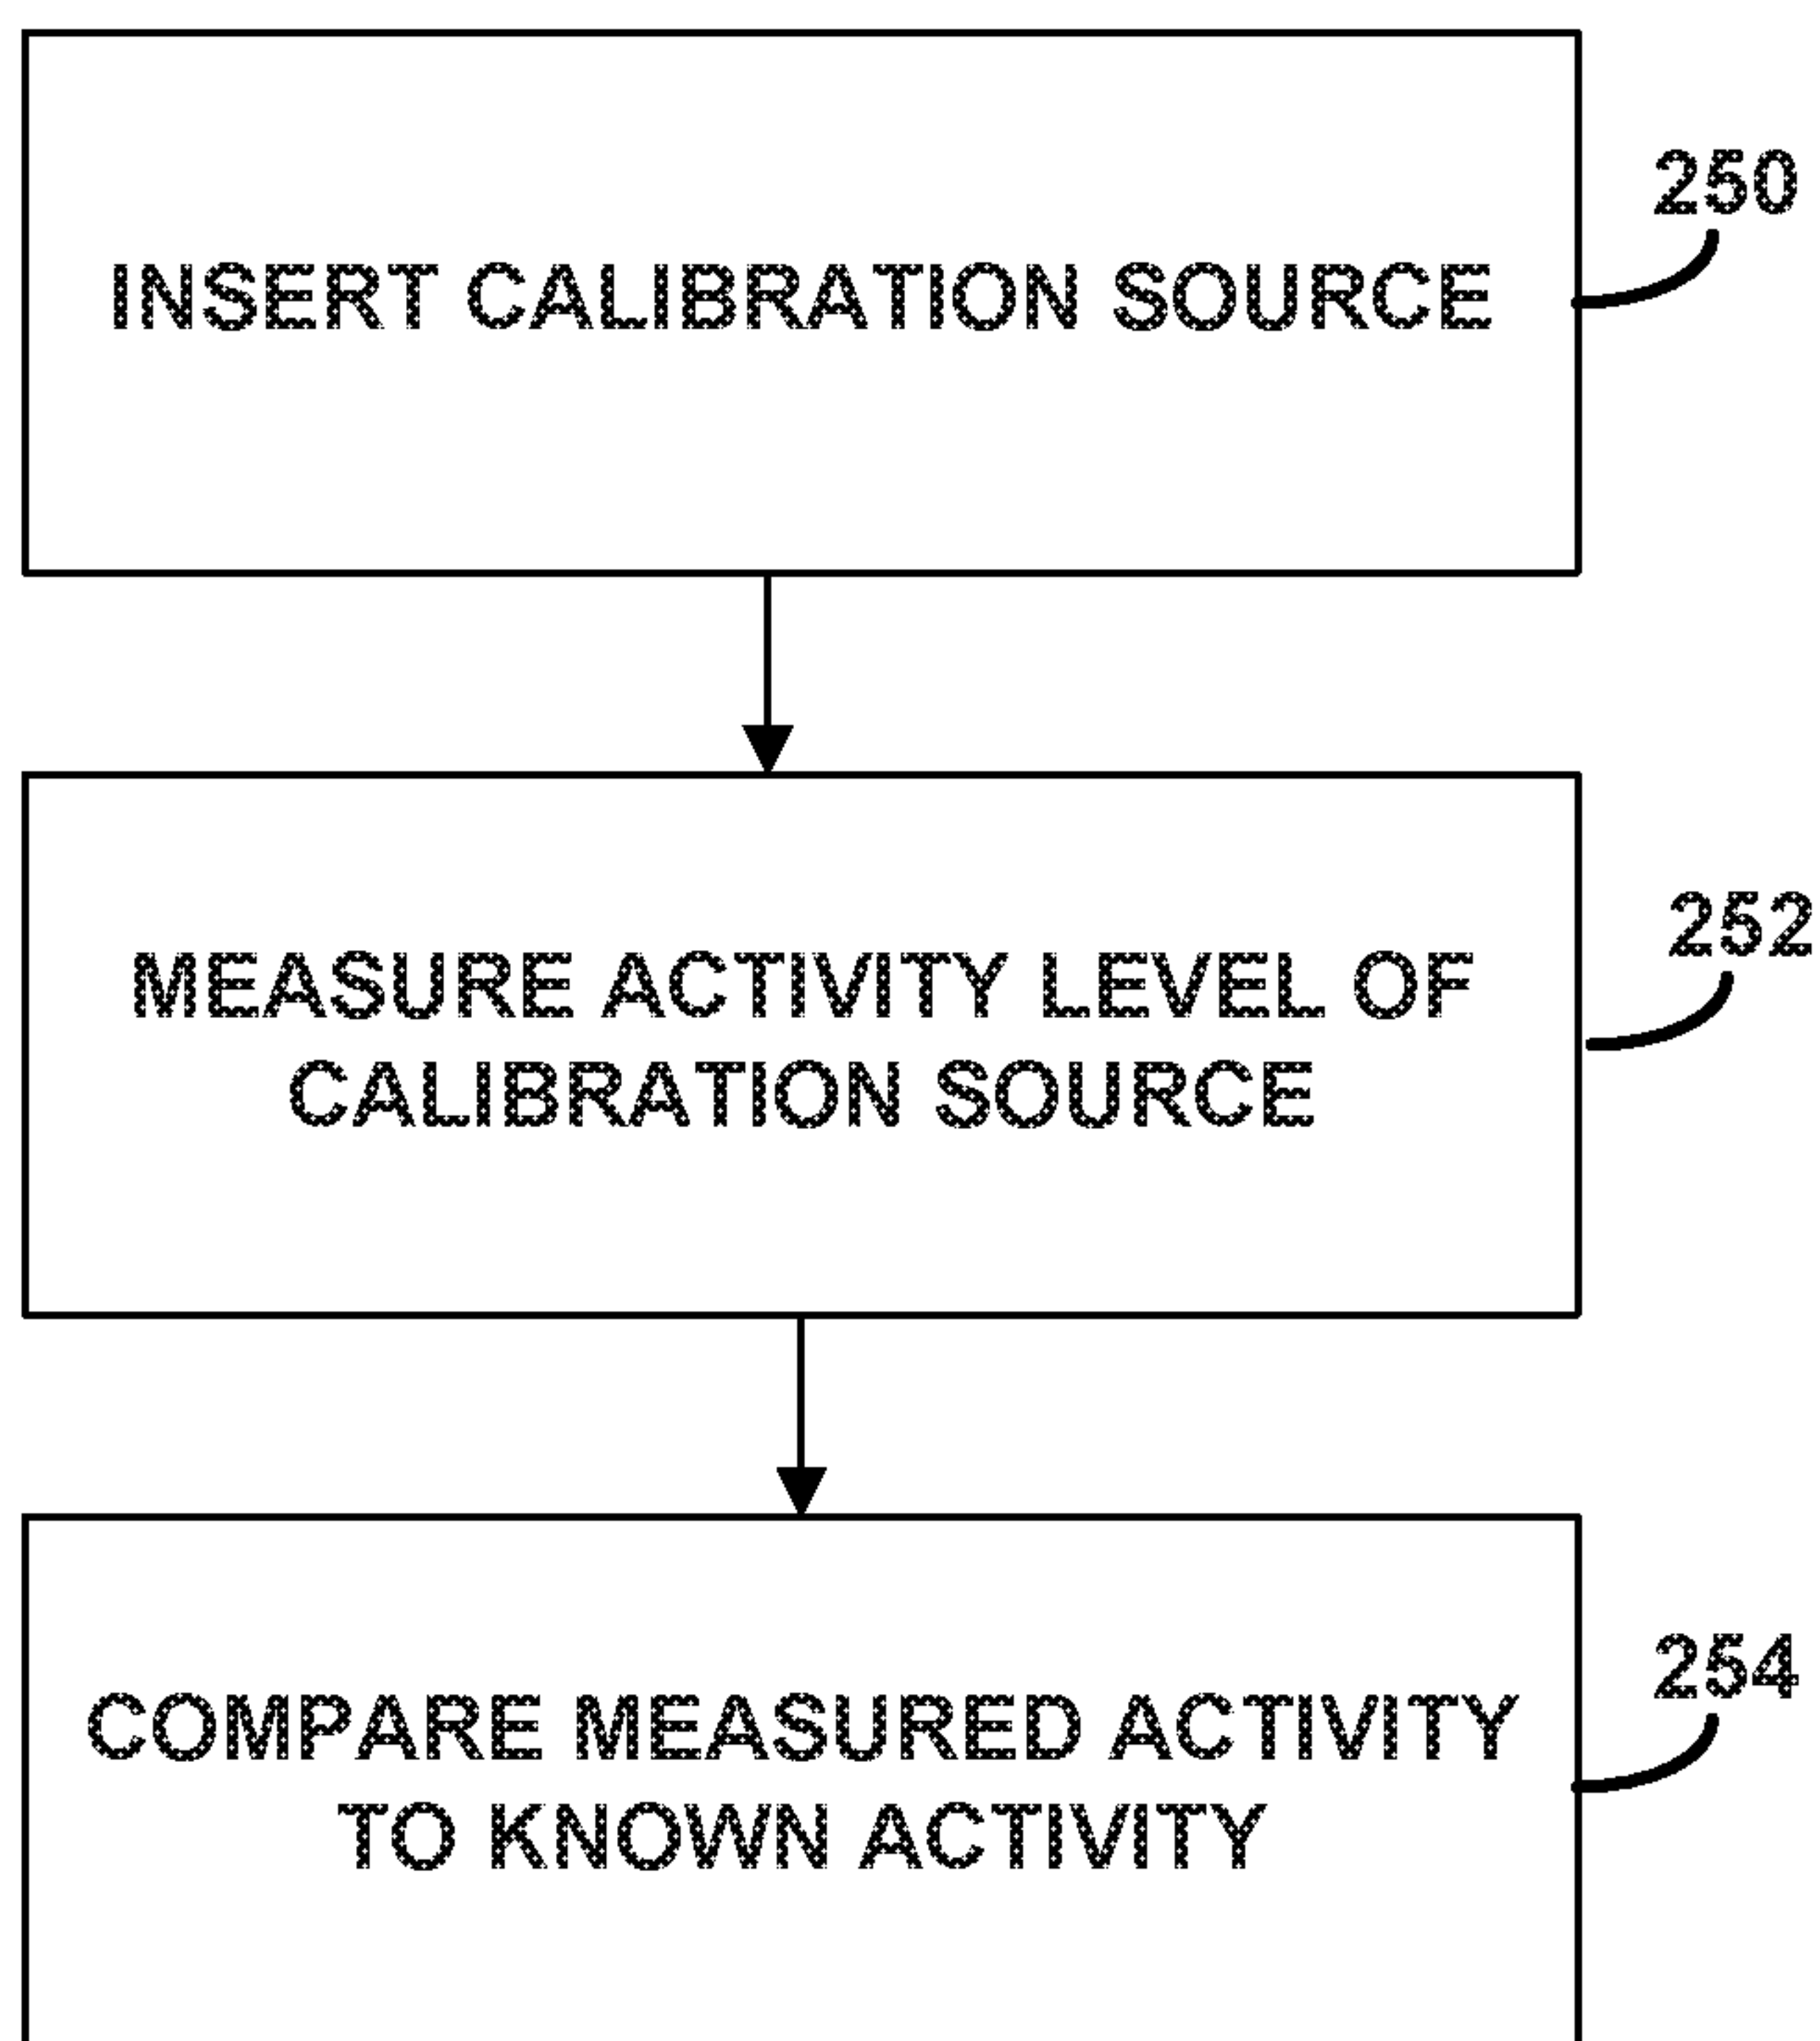 250
INSERT CALIBRATION SOURCE
252
MEASURE ACTIVITY LEVEL OF
CALIBRATION SOURCE
254
COMPARE MEASURED ACTIVITY
TO KNOWN ACTIVITY